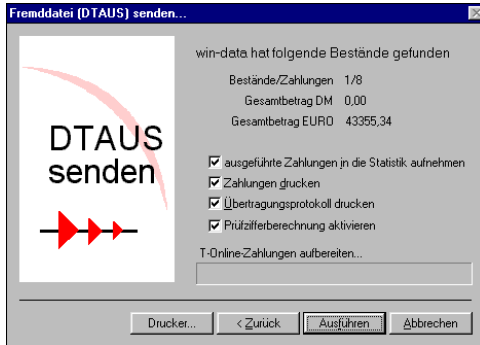 Fremddatei (DTAUS) senden...
win-data hat folgende Bestände gefunden
Bestände/Zahlungen 1/8
Gesamtbetrag DM 0,00
Gesamtbetrag EURO 43355,34
DTAUS
senden
ausgeführte Zahlungen in die Statistik aufnehmen
Zahlungen drucken
Übertragungsprotokoll drucken
Prüfzifferberechnung aktivieren
T-Online-Zahlungen aufbereiten...
Drucker... < Zurück Ausführen Abbrechen